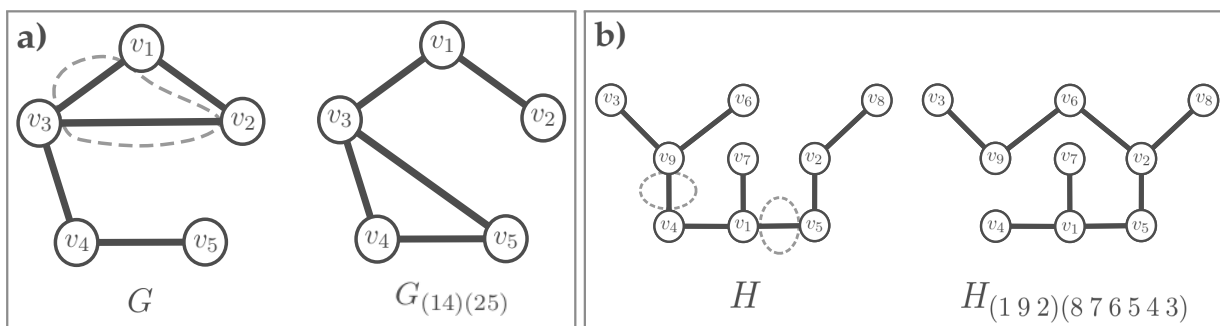 a)
v₁
v₃
v₂
v₄
v₅
G
v₁
v₃
v₂
v₄
v₅
G₍₁₄₎₍₂₅₎
b)
v₃ v₆ v₈
v₉ v₇ v₂
v₄ v₁ v₅
H
v₃ v₆ v₈
v₉ v₇ v₂
v₄ v₁ v₅
H₍₁ ₉ ₂₎₍₈ ₇ ₆ ₅ ₄ ₃₎